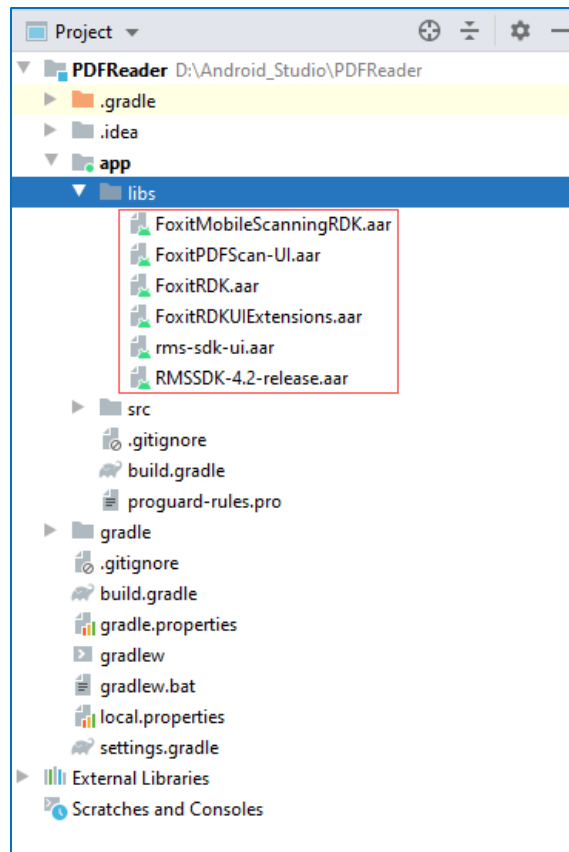 Project
PDFReader D:\Android_Studio\PDFReader
.gradle
.idea
app
libs
FoxitMobileScanningRDK.aar
FoxitPDFScan-UI.aar
FoxitRDK.aar
FoxitRDKUIExtensions.aar
rms-sdk-ui.aar
RMSSDK-4.2-release.aar
src
.gitignore
build.gradle
proguard-rules.pro
gradle
.gitignore
build.gradle
gradle.properties
gradlew
gradlew.bat
local.properties
settings.gradle
External Libraries
Scratches and Consoles